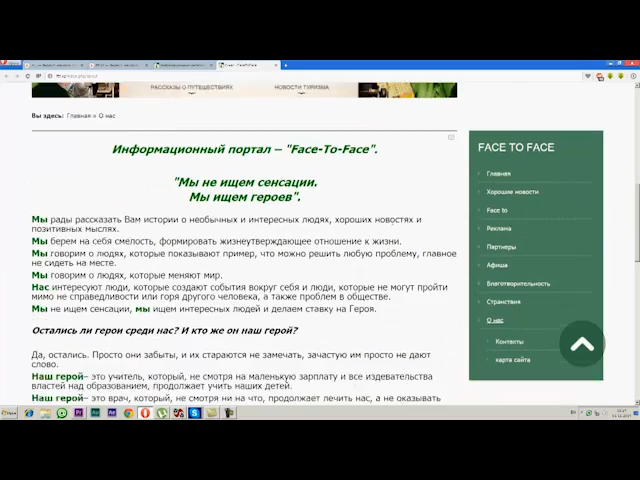 РАССКАЗЫ О ПУТЕШЕСТВИЯХ
НОВОСТИ ТУРИЗМА
Вы здесь: Главная » О нас
Информационный портал – "Face-To-Face".
"Мы не ищем сенсации.
Мы ищем героев".
Мы рады рассказать Вам истории о необычных и интересных людях, хороших новостях и
позитивных мыслях.
Мы берем на себя смелость, формировать жизнеутверждающее отношение к жизни.
Мы говорим о людях, которые показывают пример, что можно решить любую проблему, главное
не сидеть на месте.
Мы говорим о людях, которые меняют мир.
Нас интересуют люди, которые создают события вокруг себя и люди, которые не могут пройти
мимо не справедливости или горя другого человека, а также проблем в обществе.
Мы не ищем сенсации, мы ищем интересных людей и делаем ставку на Героя.
Остались ли герои среди нас? И кто же он наш герой?
Да, остались. Просто они забыты, и их стараются не замечать, зачастую им просто не дают
слово.
Наш герой– это учитель, который, не смотря на маленькую зарплату и все издевательства
властей над образованием, продолжает учить наших детей.
Наш герой– это врач, который, не смотря ни на что, продолжает лечить нас, а не оказывать
FACE TO FACE
Главная
Хорошие новости
Face to
Реклама
Партнеры
Афиша
Благотворительность
Странствия
О нас
Контакты
карта сайта